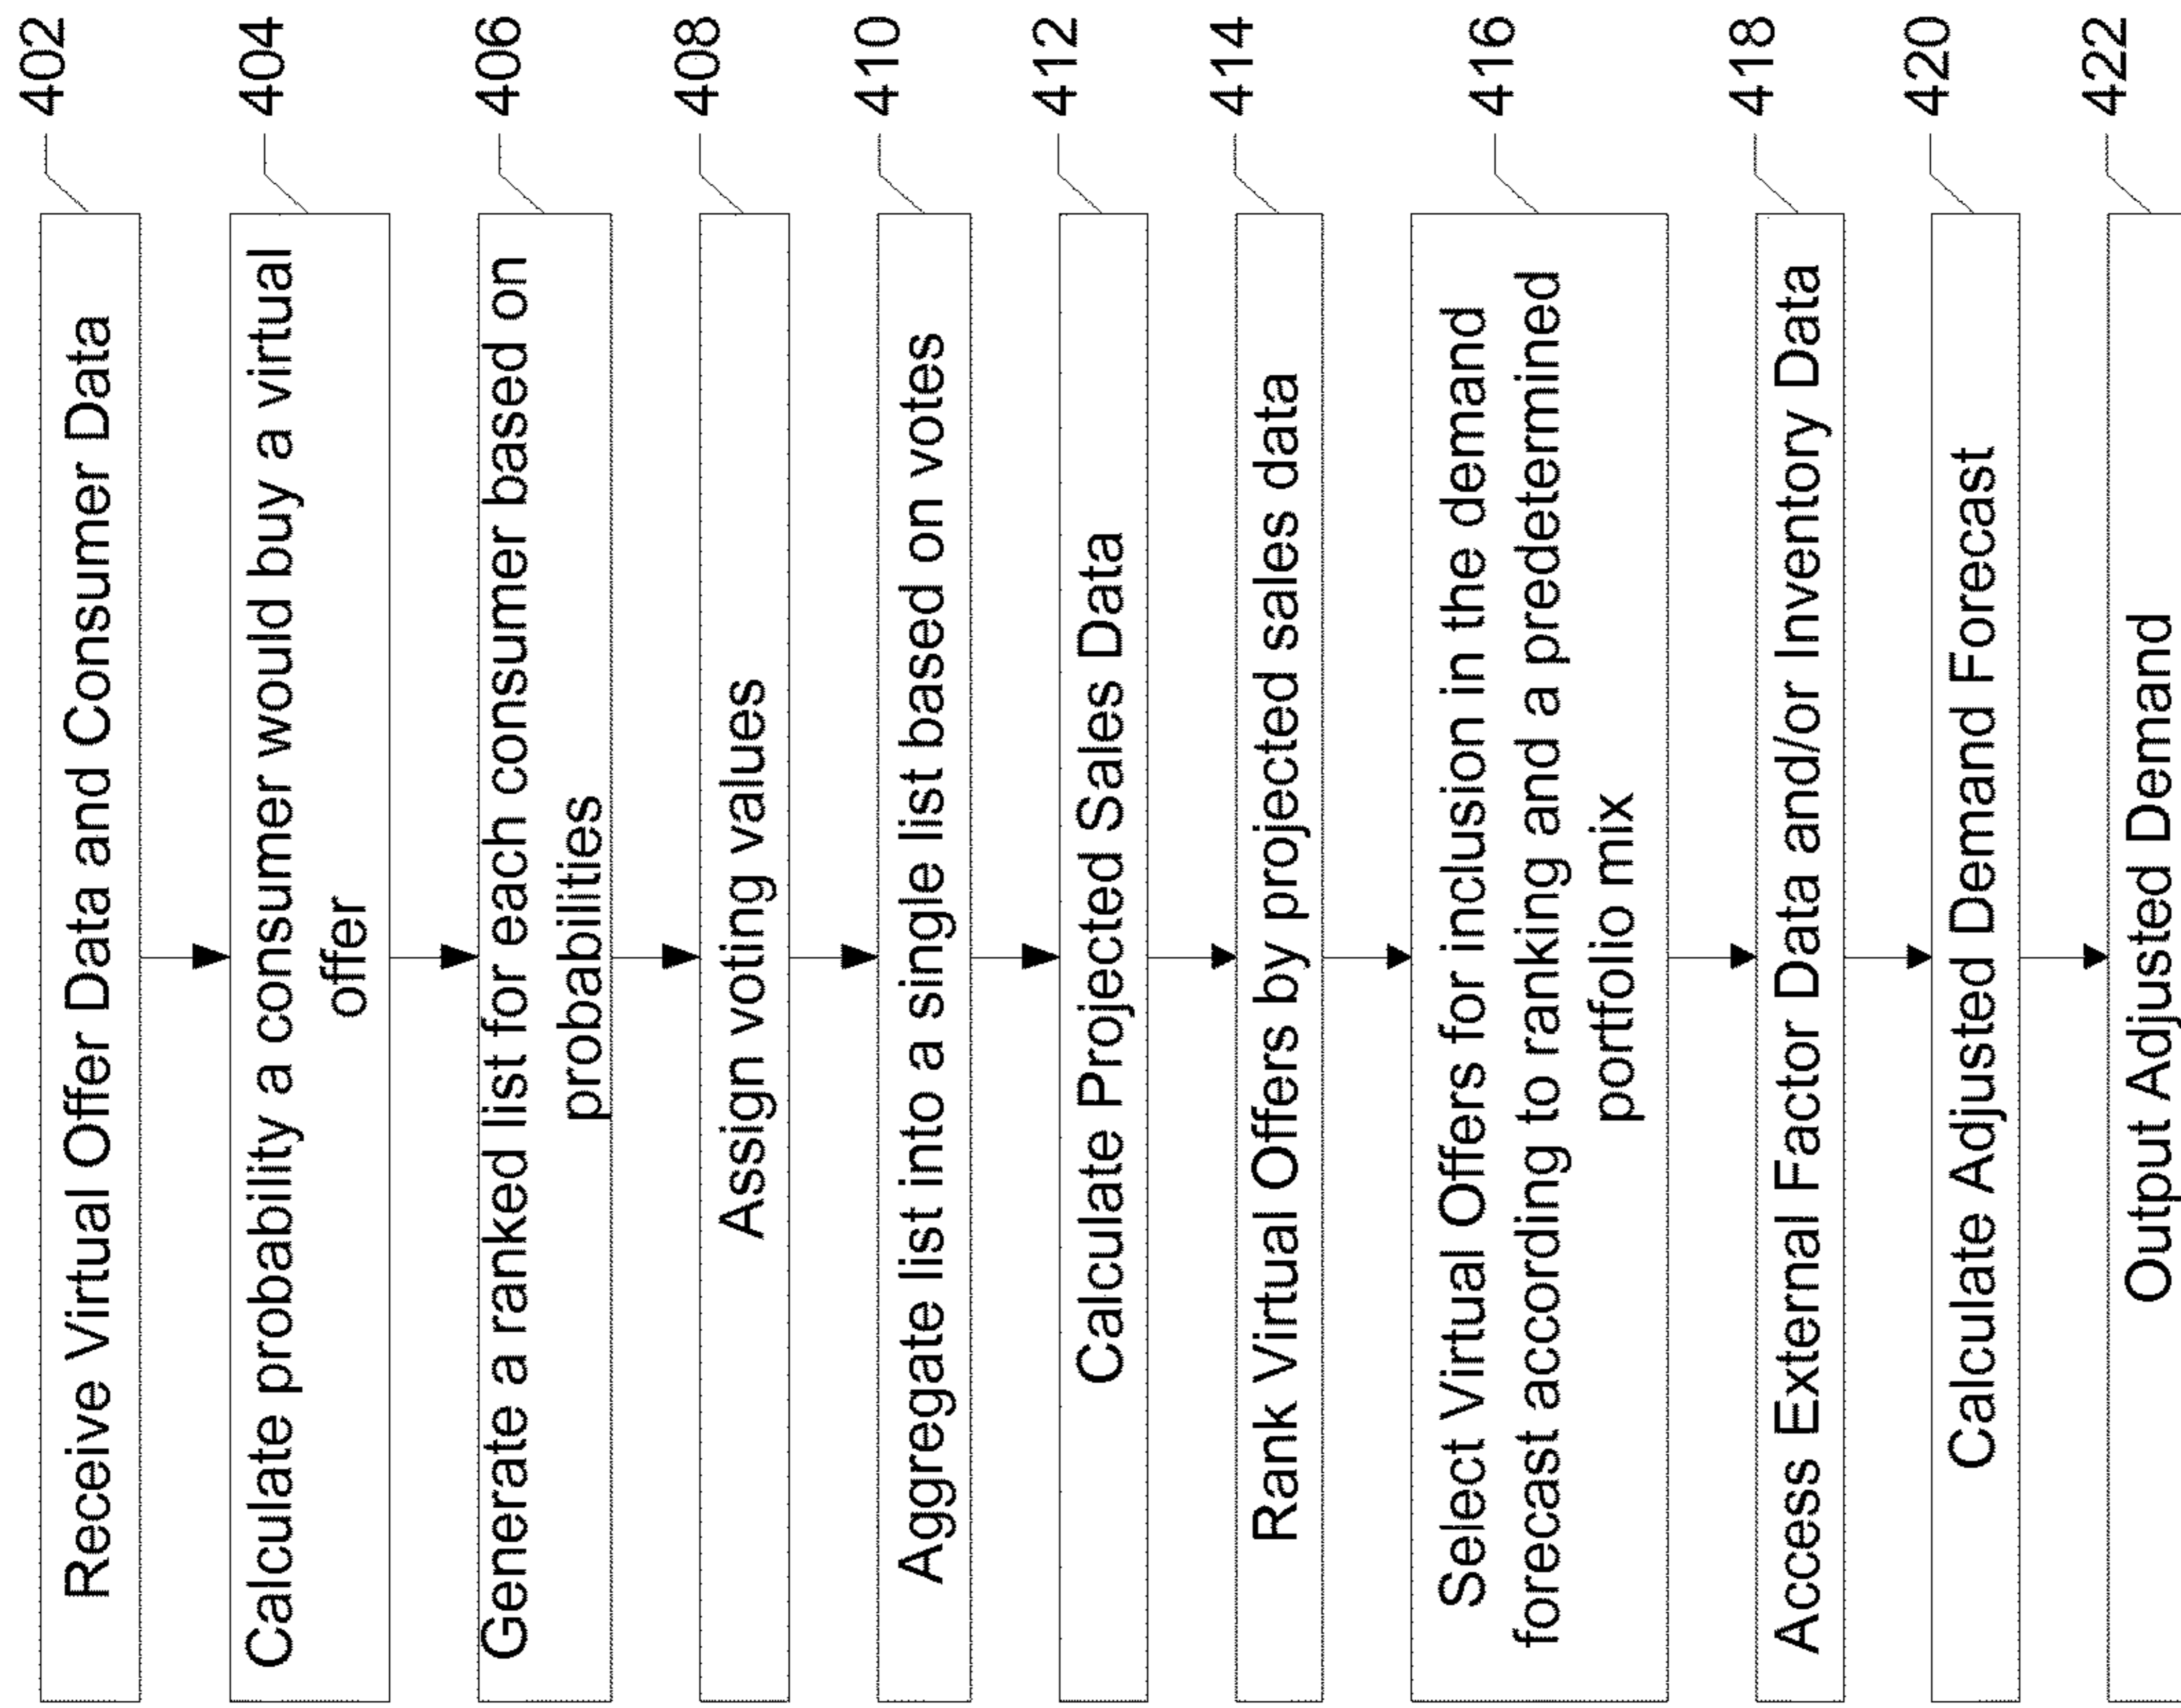 402
Receive Virtual Offer Data and Consumer Data
404
Calculate probability a consumer would buy a virtual
offer
406
Generate a ranked list for each consumer based on
probabilities
408
Assign voting values
410
Aggregate list into a single list based on votes
412
Calculate Projected Sales Data
414
Rank Virtual Offers by projected sales data
416
Select Virtual Offers for inclusion in the demand
forecast according to ranking and a predetermined
portfolio mix
418
Access External Factor Data and/or Inventory Data
420
Calculate Adjusted Demand Forecast
422
Output Adjusted Demand